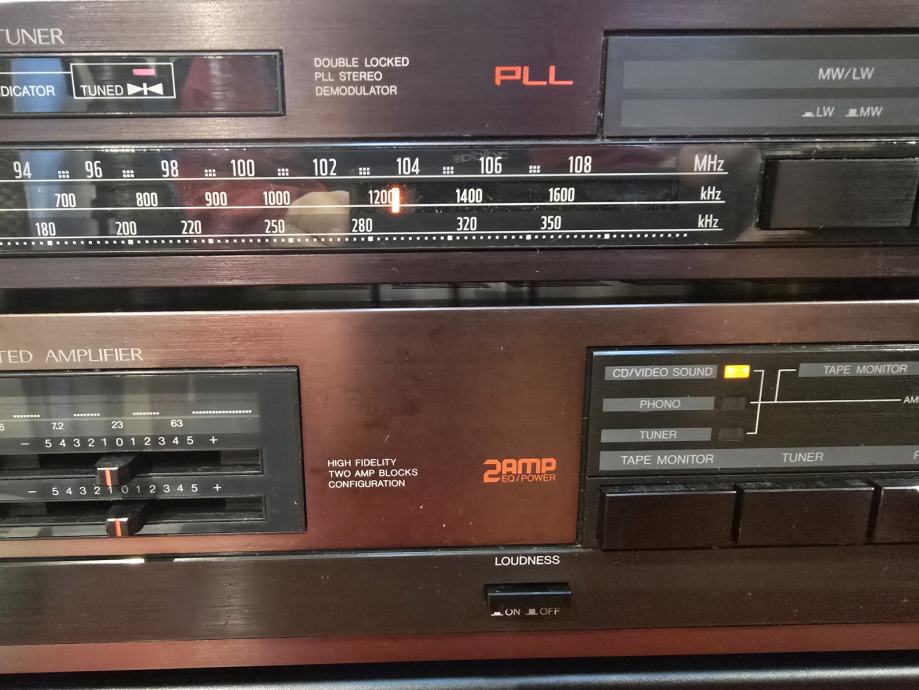 TUNER
DICATOR TUNED
DOUBLE LOCKED
PLL STEREO
DEMODULATOR
PLL
MW/LW
LW MW
94 96 98 100 102 104 106 108 MHz
700 800 900 1000 1200 1400 1600 kHz
180 200 220 250 280 320 350 kHz
TED AMPLIFIER
7.2 23 63
− 5 4 3 2 1 0 1 2 3 4 5 +
− 5 4 3 2 1 0 1 2 3 4 5 +
HIGH FIDELITY
TWO AMP BLOCKS
CONFIGURATION
2AMP
EQ/POWER
CD/VIDEO SOUND
TAPE MONITOR
PHONO
AM
TUNER
TAPE MONITOR TUNER
LOUDNESS
ON OFF